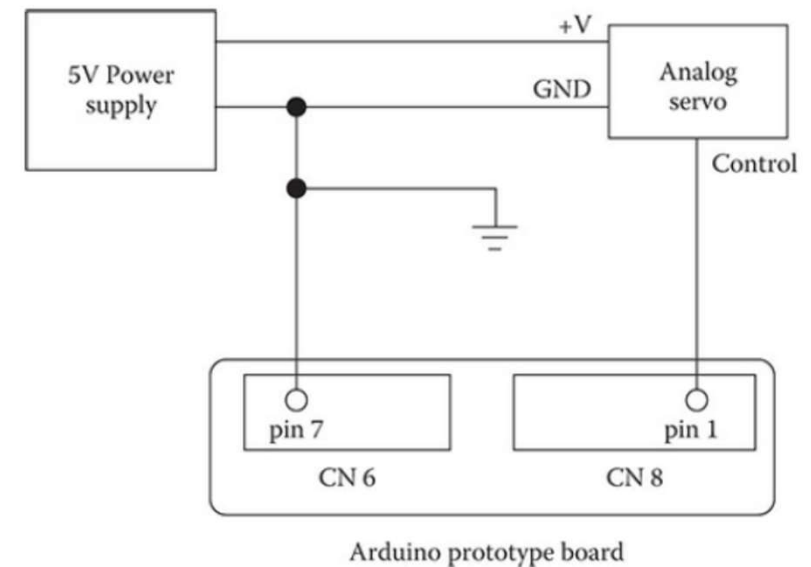 5V Power
supply
+V
GND
Analog
servo
Control
pin 7
pin 1
CN 6
CN 8
Arduino prototype board